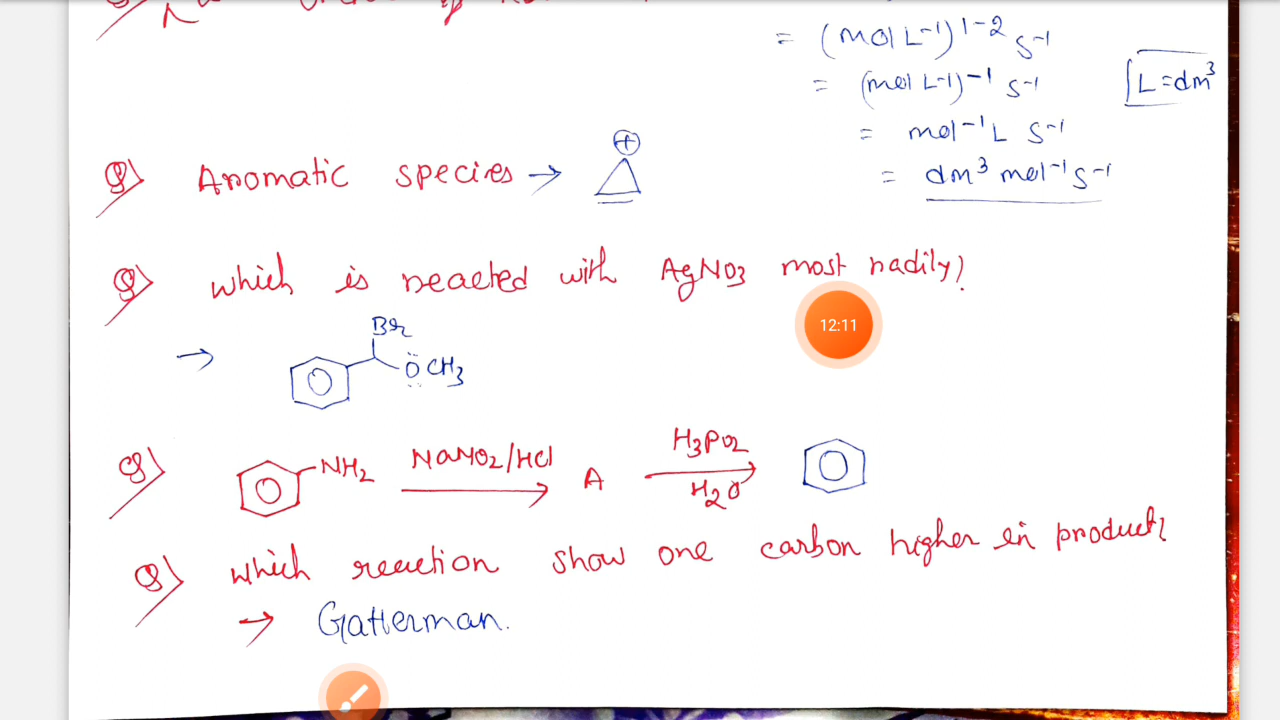 = (mol L-1)1-2 s-1
= (mol L-1)-1 s-1
L=dm3
= mol-1 L s-1
= dm3 mol-1 s-1
Q) Aromatic species → ⊕
Q) which is reacted with AgNO3 most radily?
12:11
→ Br
ÖCH3
Q) NH2 NaNO2/HCl A H3PO2 H2O
Q) which reaction show one carbon higher in product?
→ Gatterman.